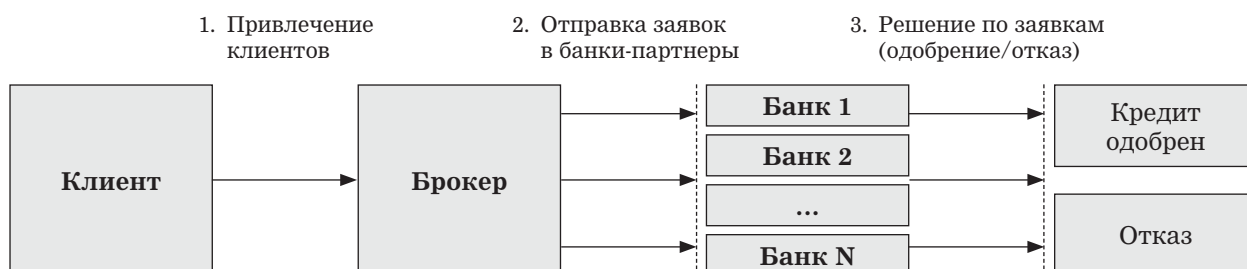 1. Привлечение
клиентов
2. Отправка заявок
в банки-партнеры
3. Решение по заявкам
(одобрение/отказ)
Клиент
Брокер
Банк 1
Банк 2
...
Банк N
Кредит
одобрен
Отказ